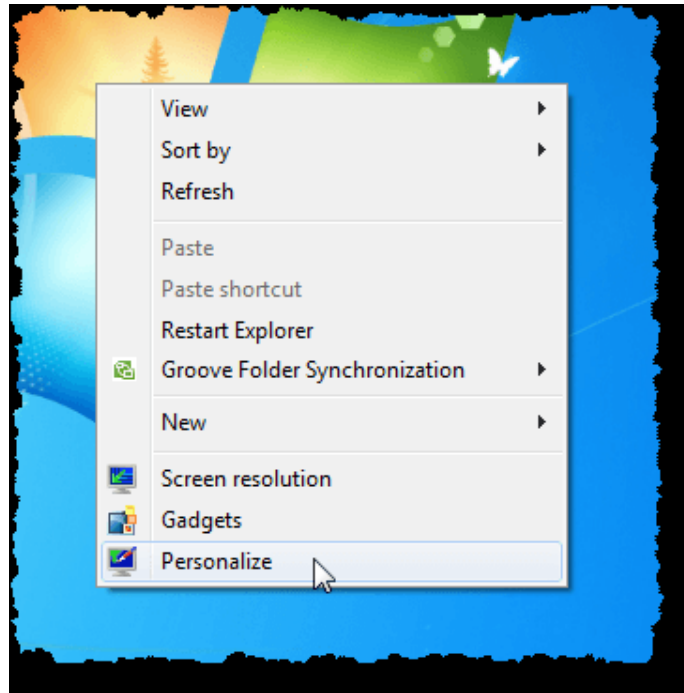 View
Sort by
Refresh
Paste
Paste shortcut
Restart Explorer
Groove Folder Synchronization
New
Screen resolution
Gadgets
Personalize